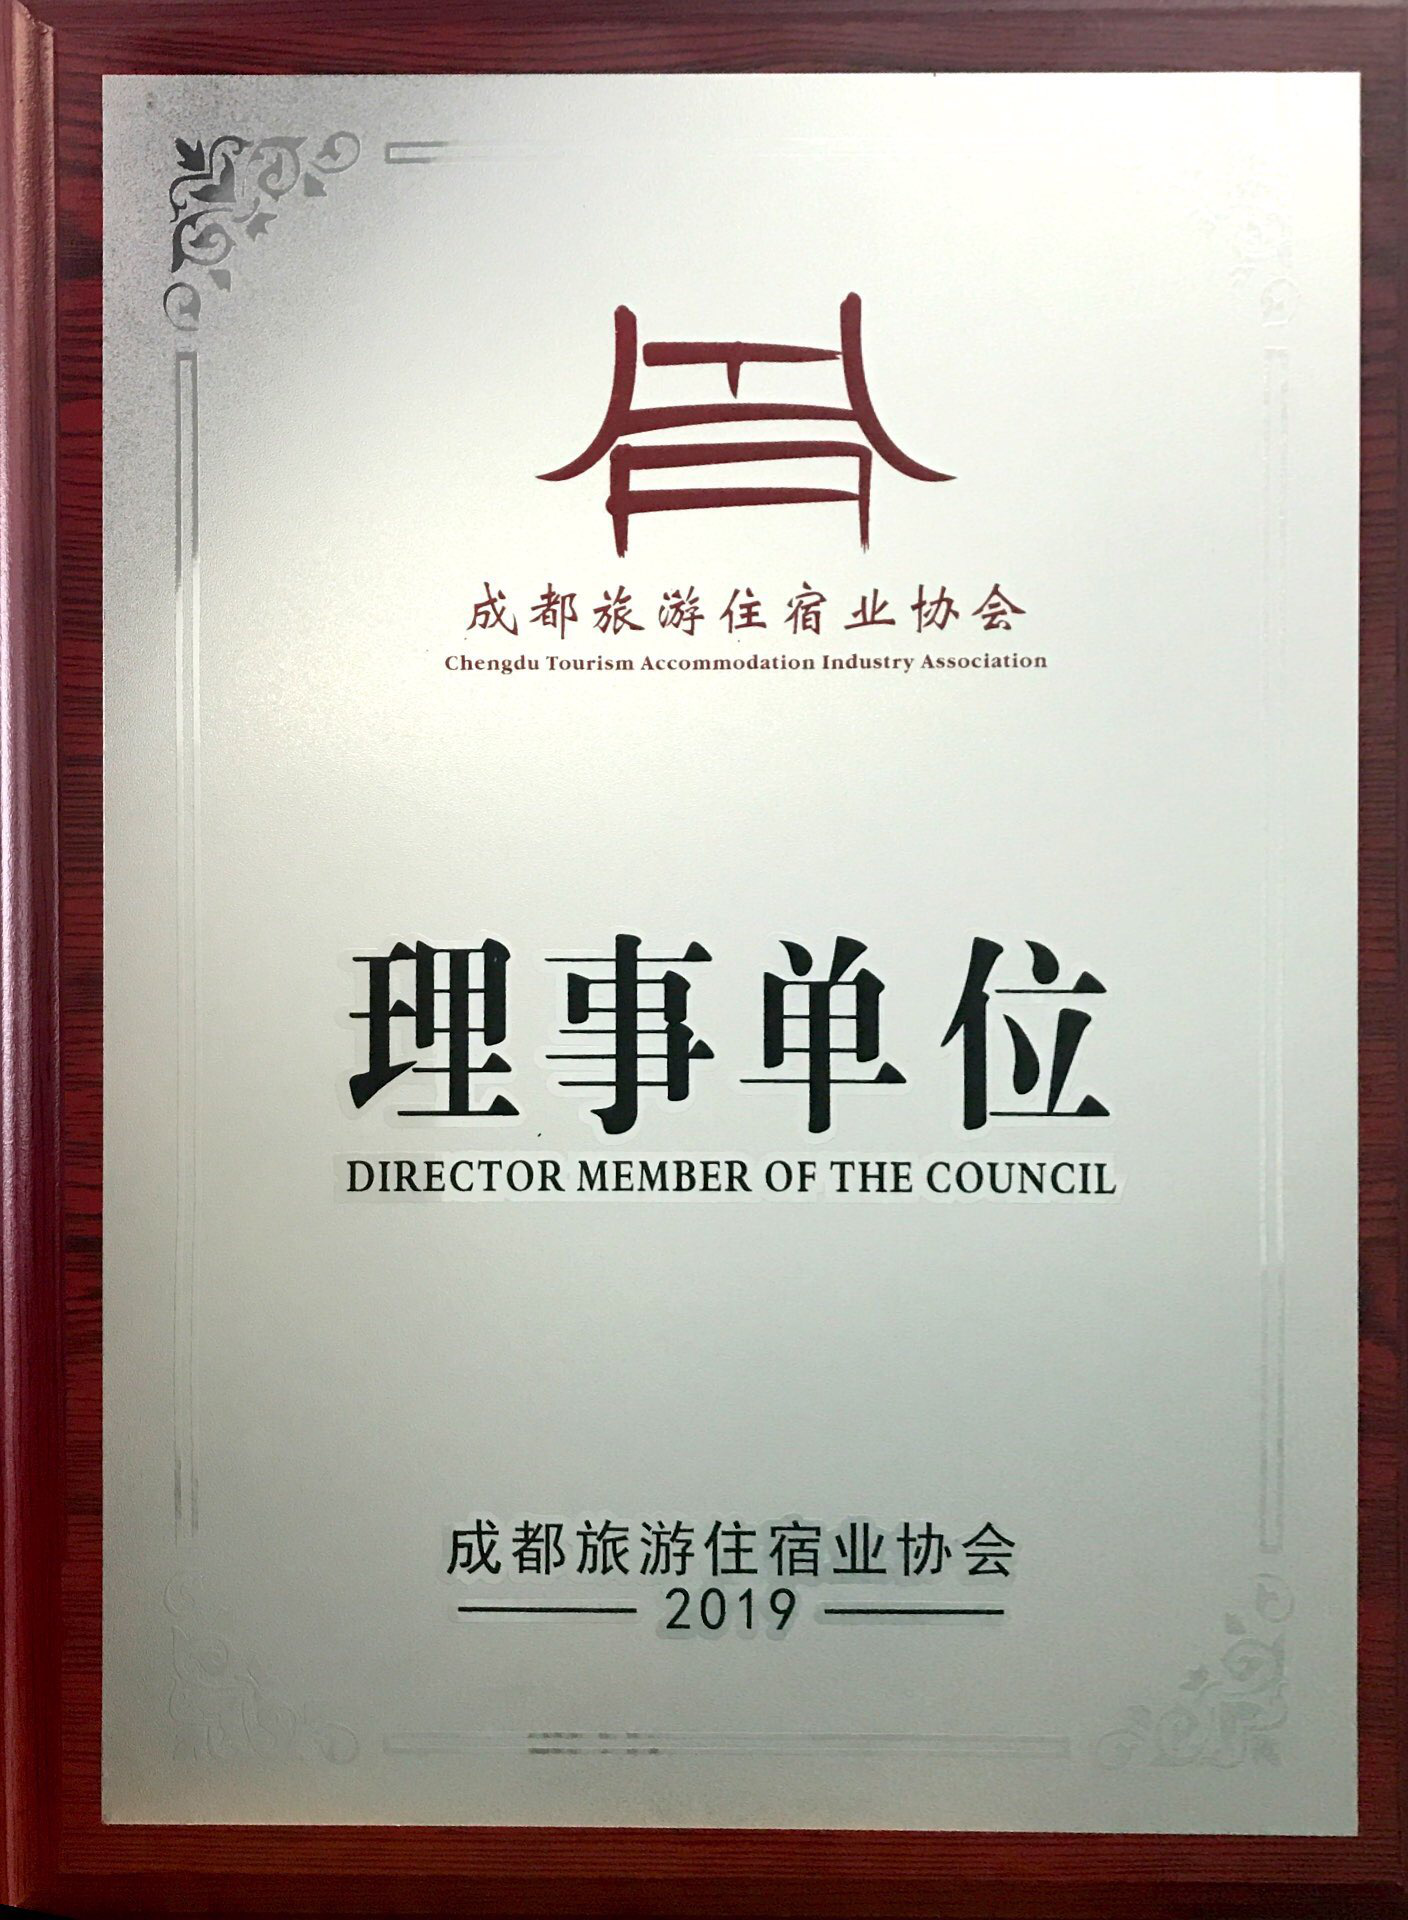 成都旅游住宿业协会
Chengdu Tourism Accommodation Industry Association
理事单位
DIRECTOR MEMBER OF THE COUNCIL
成都旅游住宿业协会
2019